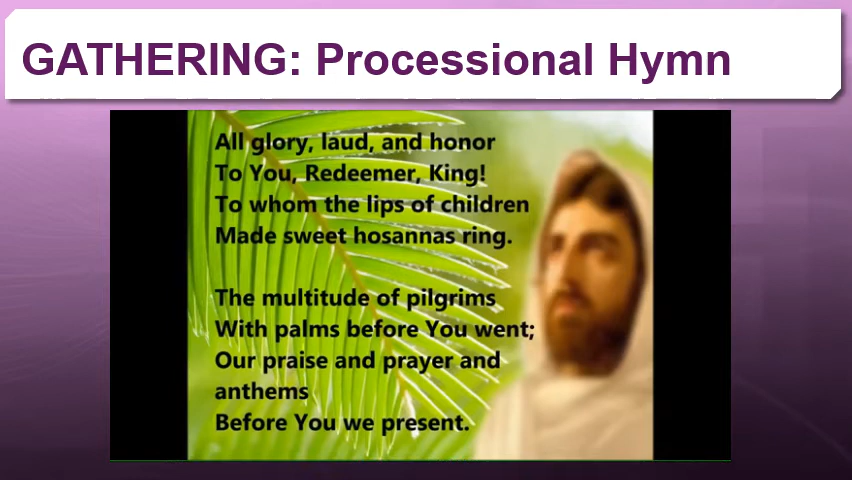 GATHERING: Processional Hymn
All glory, laud, and honor
To You, Redeemer, King!
To whom the lips of children
Made sweet hosannas ring.
The multitude of pilgrims
With palms before You went;
Our praise and prayer and
anthems
Before You we present.